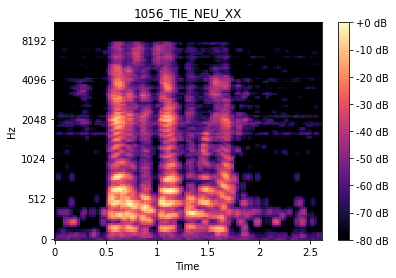 1056_TIE_NEU_XX
+0 dB
8192
-10 dB
4096
-20 dB
-30 dB
2048
-40 dB
Hz
1024
-50 dB
512
-60 dB
-70 dB
0
-80 dB
0
0.5
1
1.5
2
2.5
Time